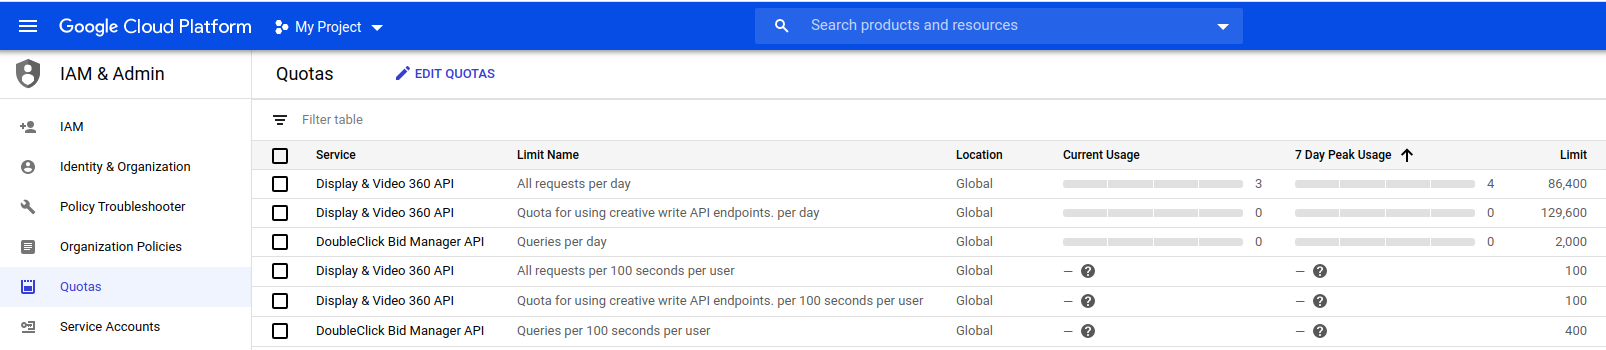 Google Cloud Platform My Project Search products and resources
IAM & Admin Quotas EDIT QUOTAS
IAM
Identity & Organization
Policy Troubleshooter
Organization Policies
Quotas
Service Accounts
Filter table
Service Limit Name Location Current Usage 7 Day Peak Usage Limit
Display & Video 360 API All requests per day Global 3 4 86,400
Display & Video 360 API Quota for using creative write API endpoints. per day Global 0 0 129,600
DoubleClick Bid Manager API Queries per day Global 0 0 2,000
Display & Video 360 API All requests per 100 seconds per user Global – ? – ? 100
Display & Video 360 API Quota for using creative write API endpoints. per 100 seconds per user Global – ? – ? 100
DoubleClick Bid Manager API Queries per 100 seconds per user Global – ? – ? 400